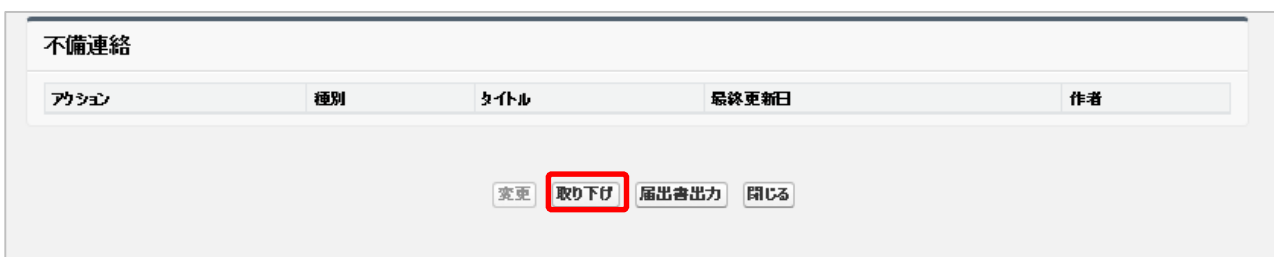 不備連絡
アクション 種別 タイトル 最終更新日 作者
変更 取り下げ 届出書出力 閉じる